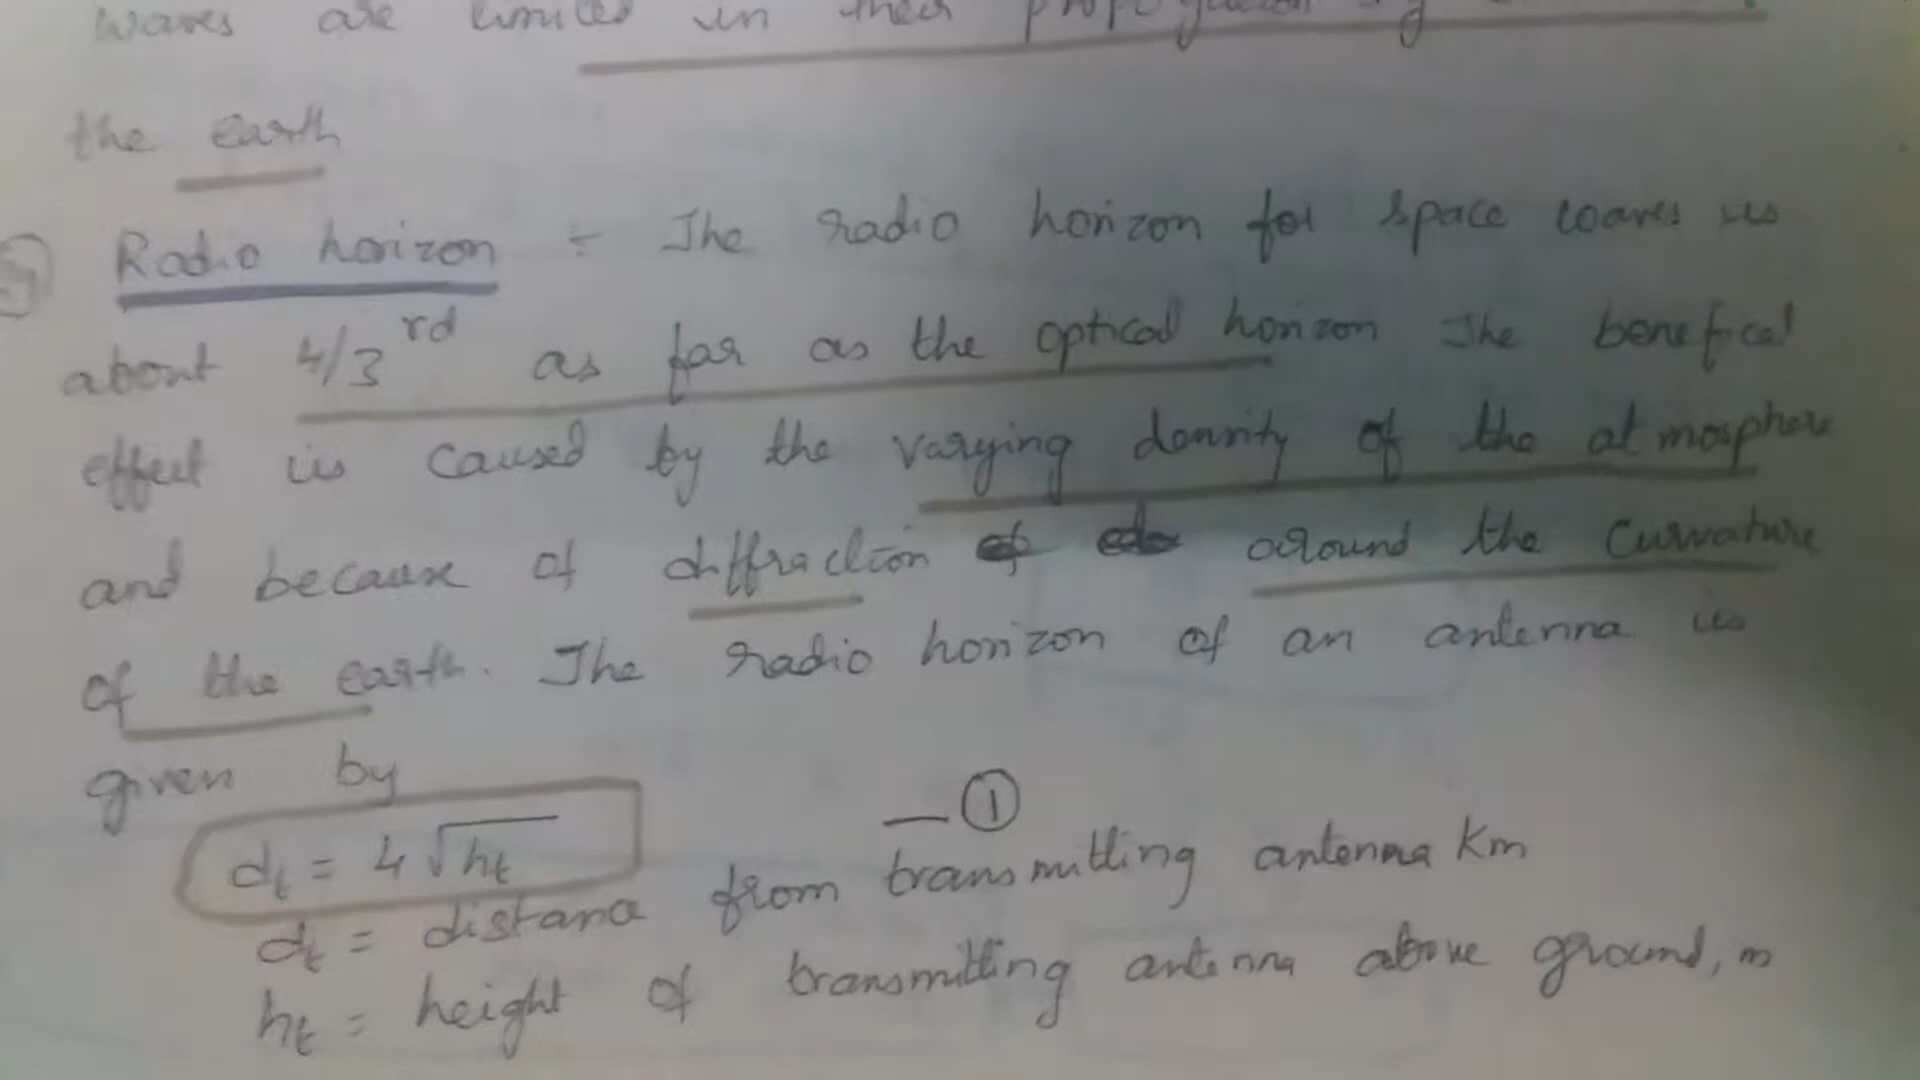 waves are limited in their
the earth
Radio horizon ÷ The radio horizon for space waves is
about 4/3rd as far as the optical horizon The benefical
effect is caused by the varying density of the atmosphere
and because of diffraction around the curvature
of the earth. The radio horizon of an antenna is
given by
dt = 4√ht — ①
dt = distance from transmitting antenna Km
ht = height of transmitting antenna above ground, m